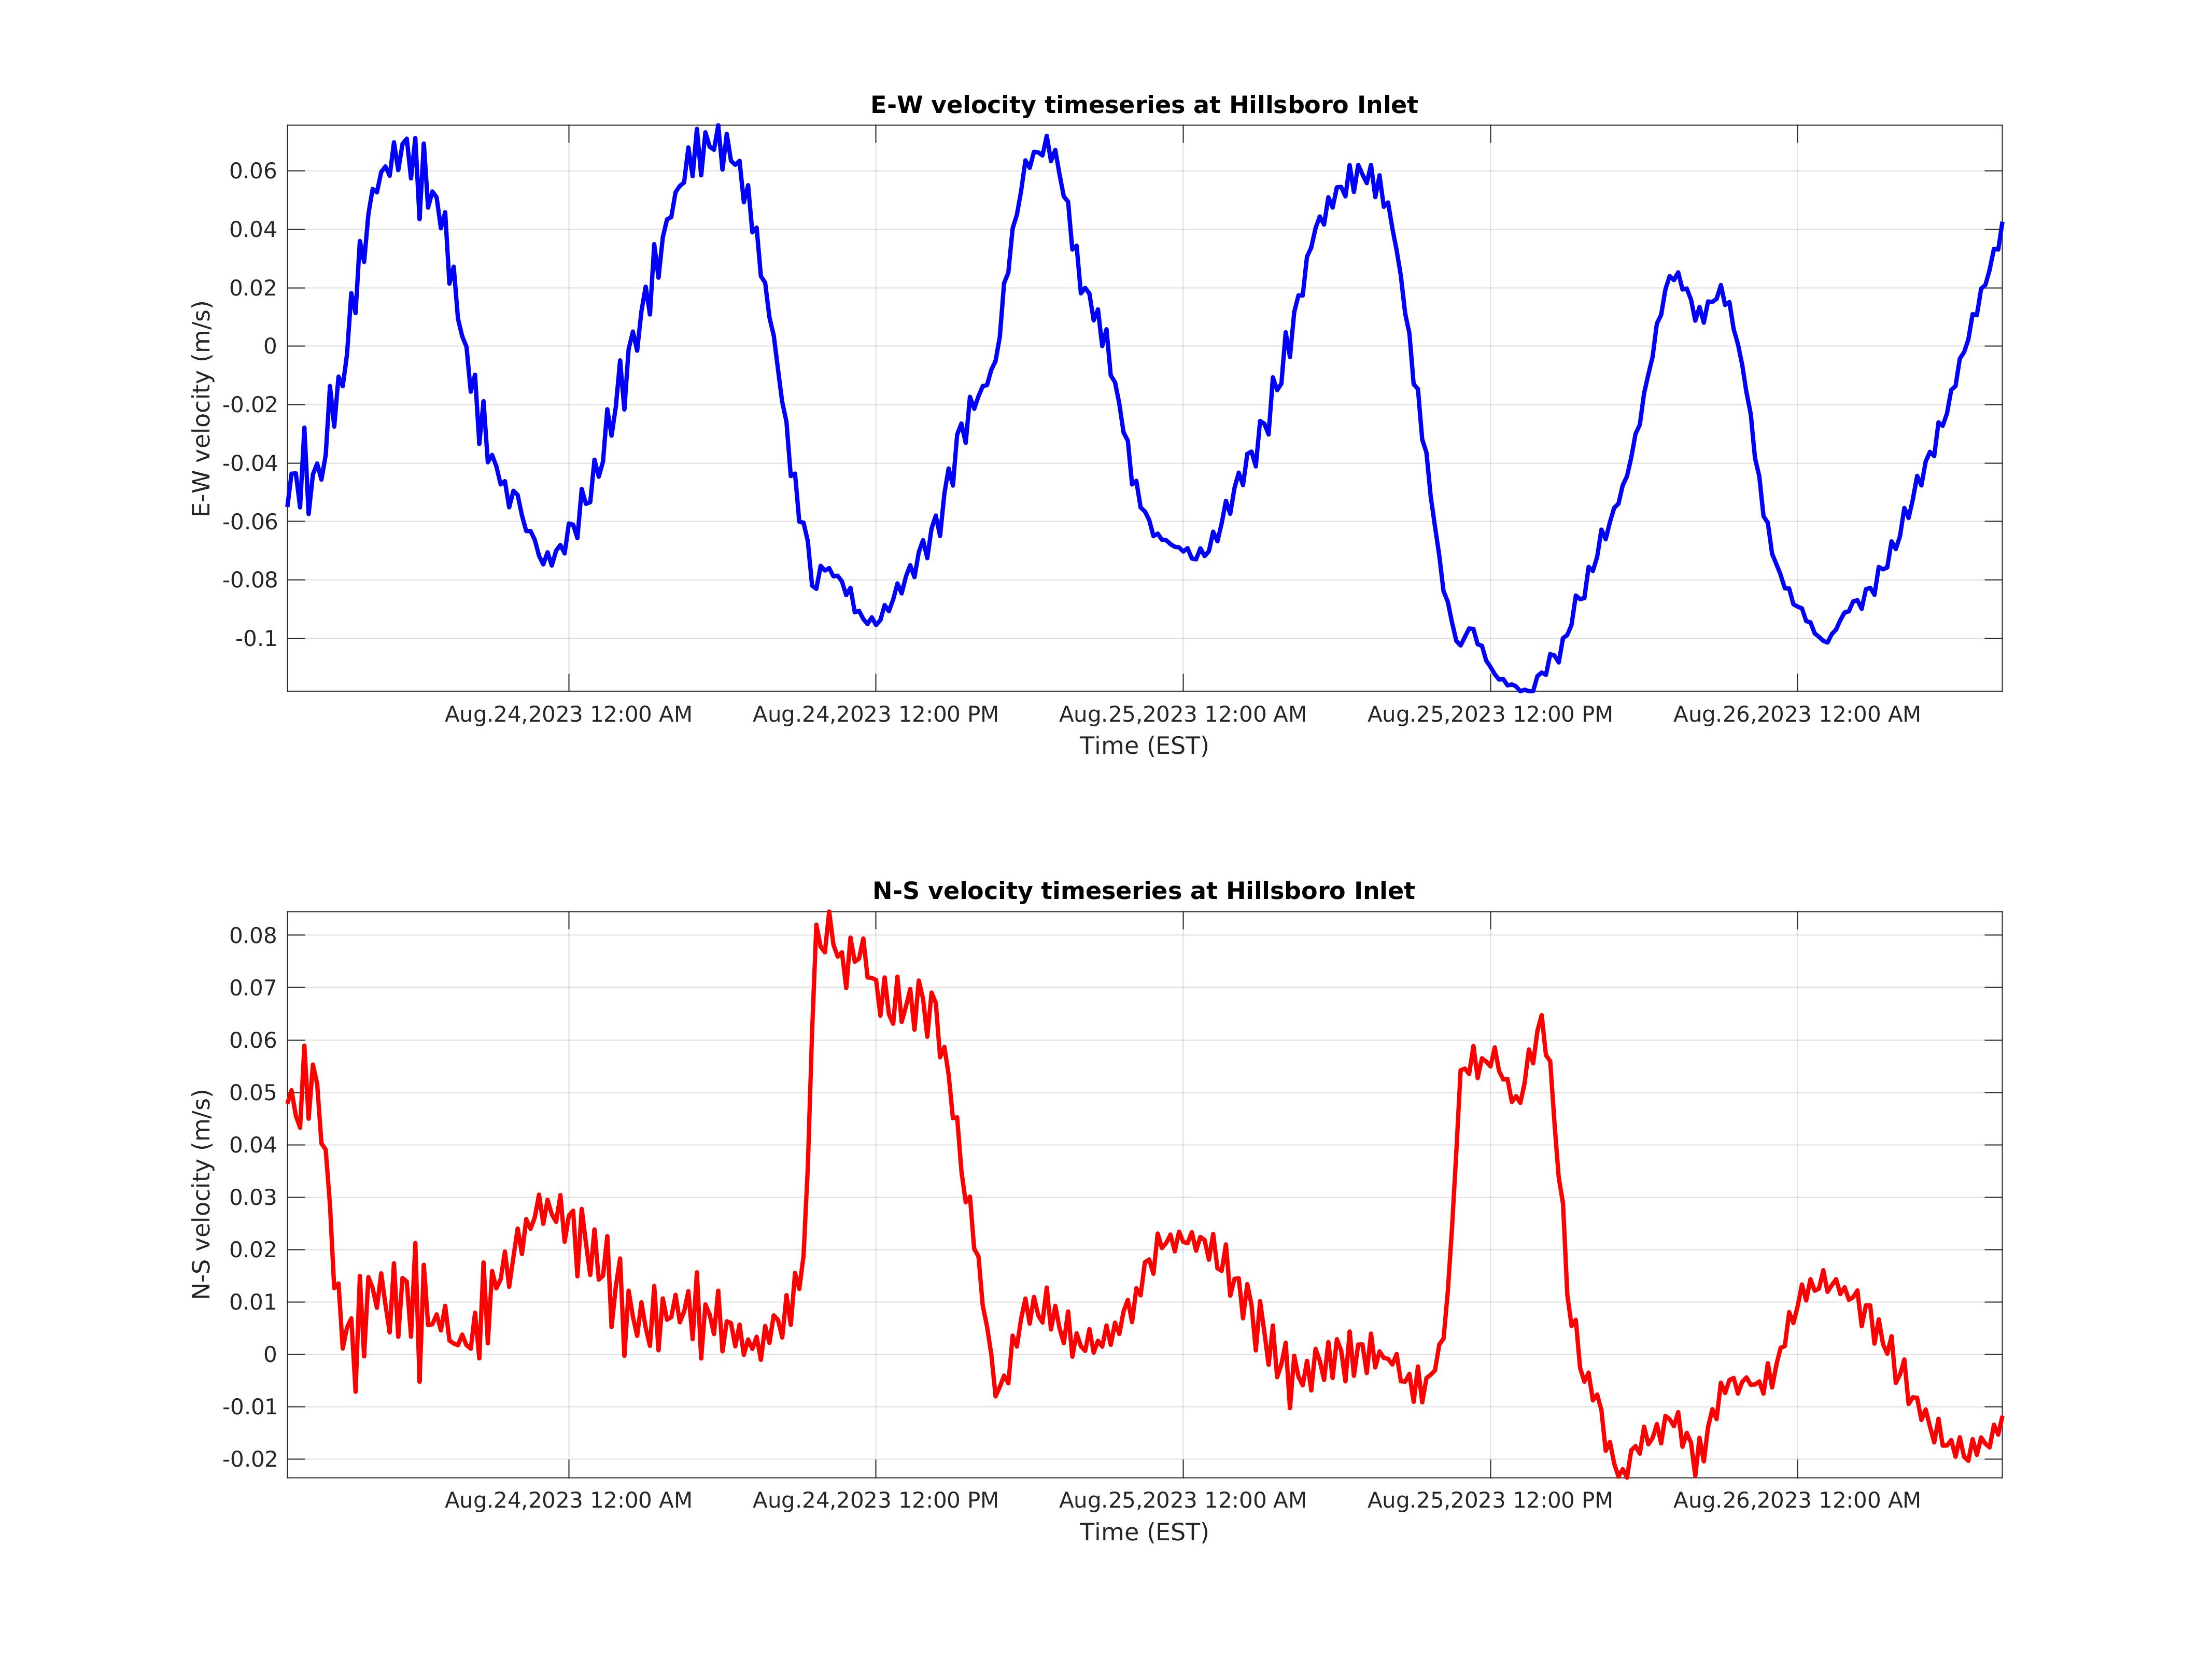 E-W velocity timeseries at Hillsboro Inlet
E-W velocity (m/s)
0.06
0.04
0.02
0
-0.02
-0.04
-0.06
-0.08
-0.1
Aug.24,2023 12:00 AM Aug.24,2023 12:00 PM Aug.25,2023 12:00 AM Aug.25,2023 12:00 PM Aug.26,2023 12:00 AM
Time (EST)
N-S velocity timeseries at Hillsboro Inlet
N-S velocity (m/s)
0.08
0.07
0.06
0.05
0.04
0.03
0.02
0.01
0
-0.01
-0.02
Aug.24,2023 12:00 AM Aug.24,2023 12:00 PM Aug.25,2023 12:00 AM Aug.25,2023 12:00 PM Aug.26,2023 12:00 AM
Time (EST)